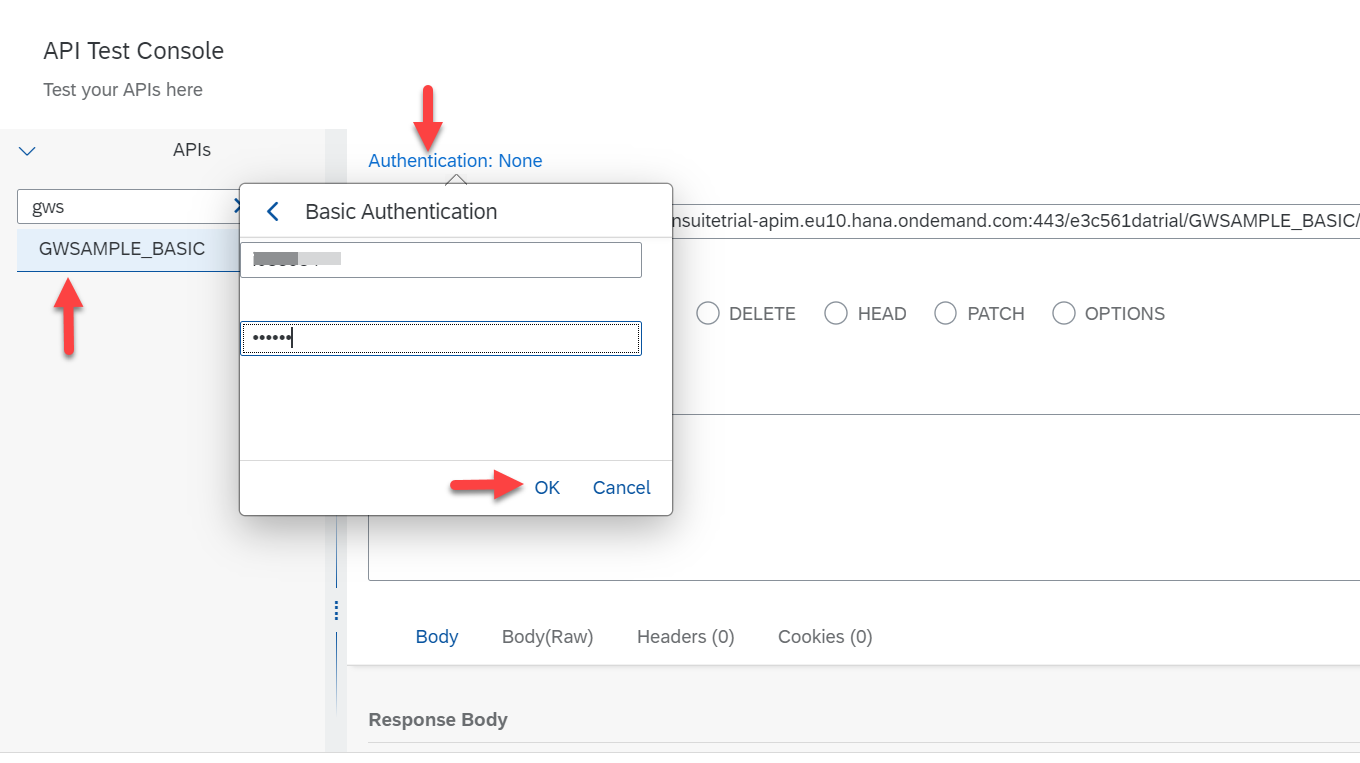 API Test Console
Test your APIs here
APIs
gws
GWSAMPLE_BASIC
Authentication: None
Basic Authentication
••••••
OK
Cancel
nsuitetrial-apim.eu10.hana.ondemand.com:443/e3c561datrial/GWSAMPLE_BASIC/
DELETE
HEAD
PATCH
OPTIONS
Body
Body(Raw)
Headers (0)
Cookies (0)
Response Body